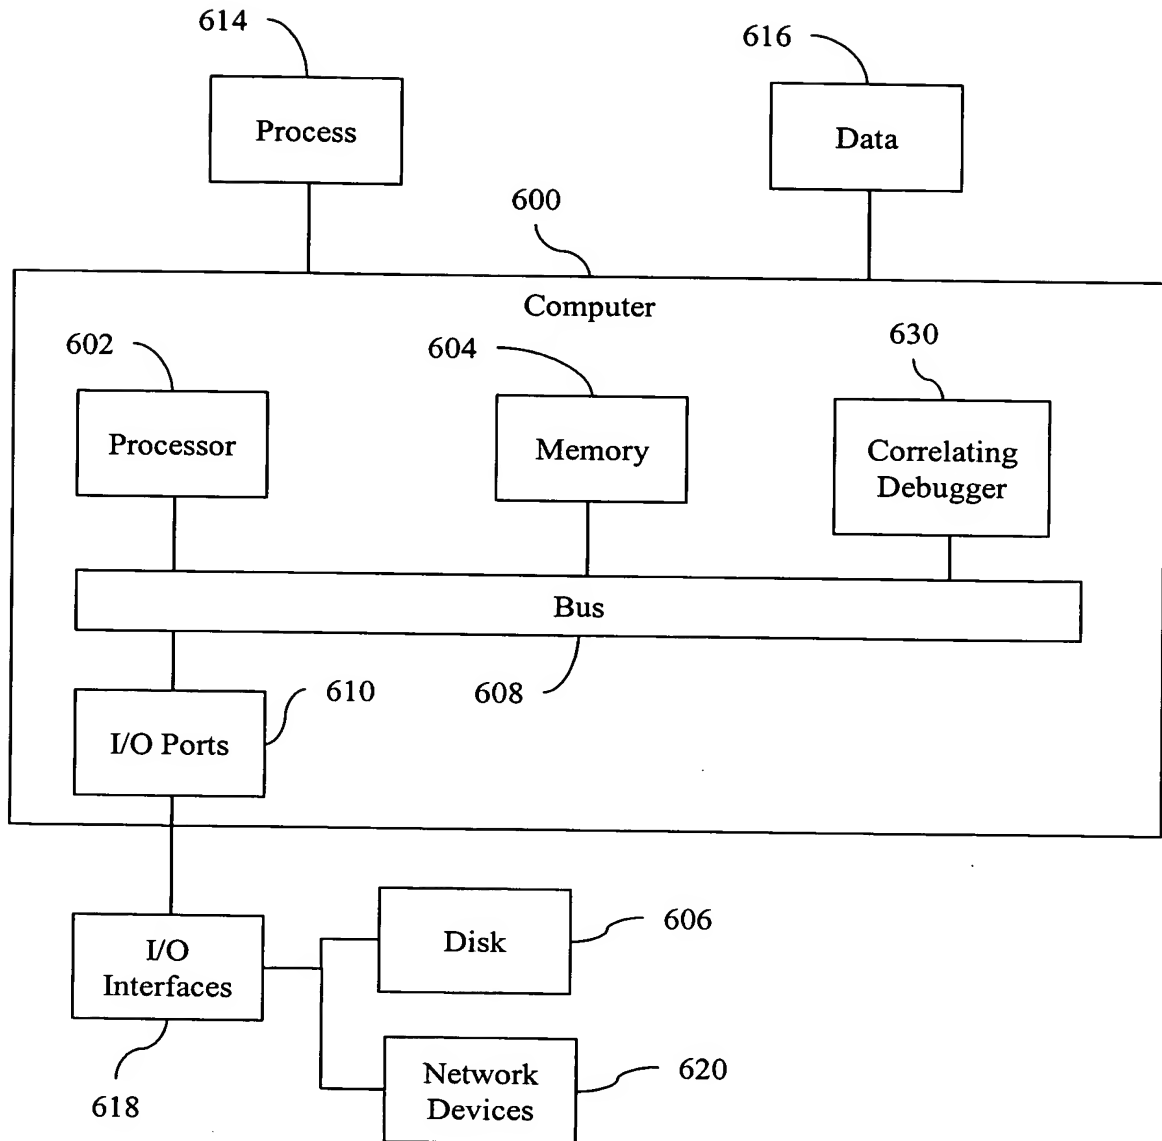 614
616
Process
Data
600
Computer
602
604
630
Processor
Memory
Correlating
Debugger
Bus
610
608
I/O Ports
Disk
606
I/O
Interfaces
Network
Devices
620
618